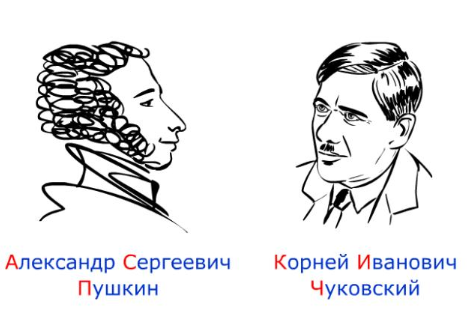 Александр Сергеевич
Пушкин
Корней Иванович
Чуковский